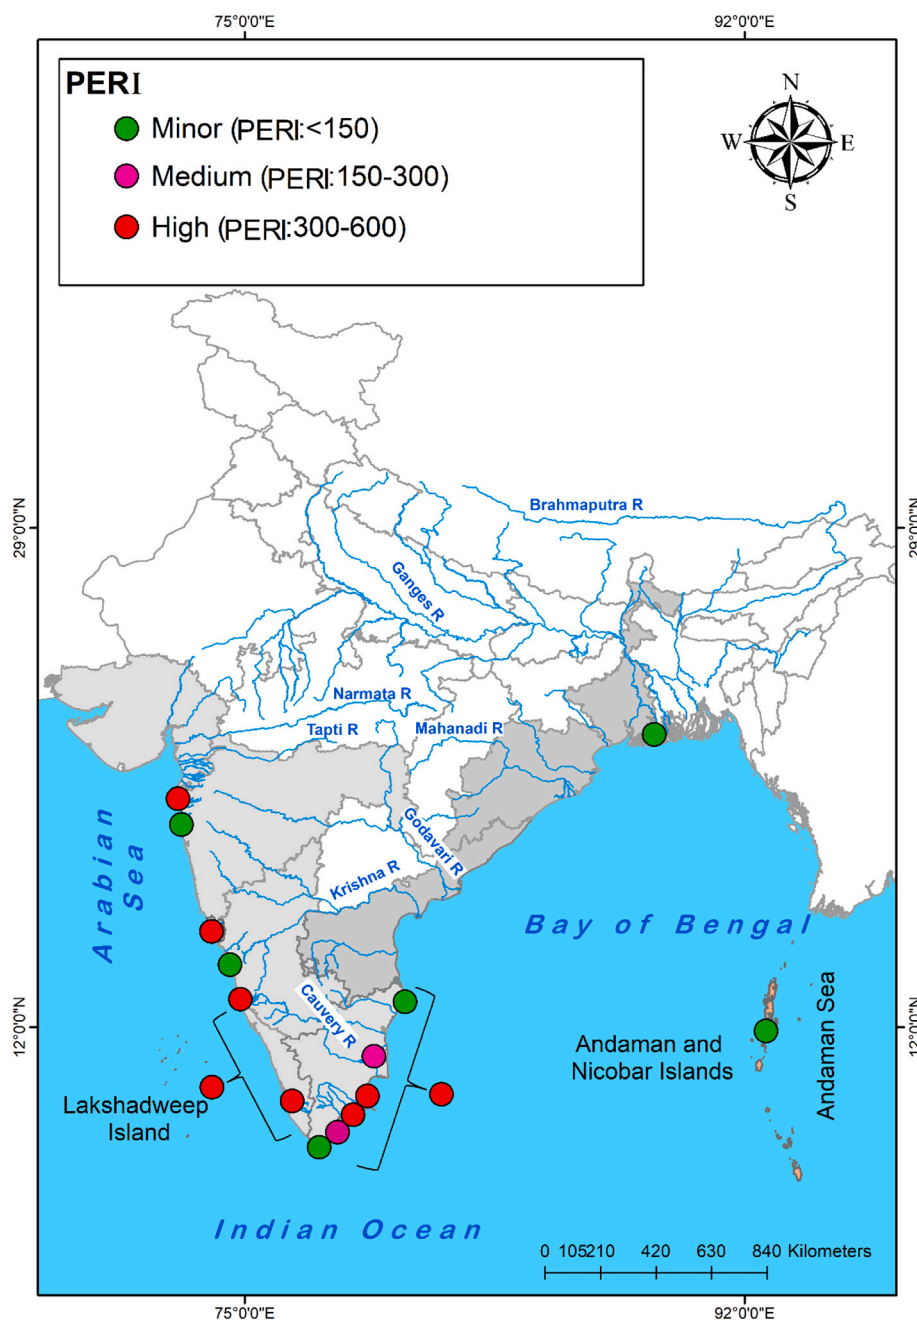 75°0'0"E 92°0'0"E
PERI
Minor (PERI:<150)
Medium (PERI:150-300)
High (PERI:300-600)
N
W E
S
29°0'0"N 29°0'0"N
Brahmaputra R
Ganges R
Narmata R
Tapti R
Mahanadi R
Godavari R
Krishna R
Arabian
Sea
Bay of Bengal
Cauvery R
12°0'0"N 12°0'0"N
Andaman Sea
Andaman and
Nicobar Islands
Lakshadweep
Island
Indian Ocean
0 105210 420 630 840 Kilometers
75°0'0"E 92°0'0"E